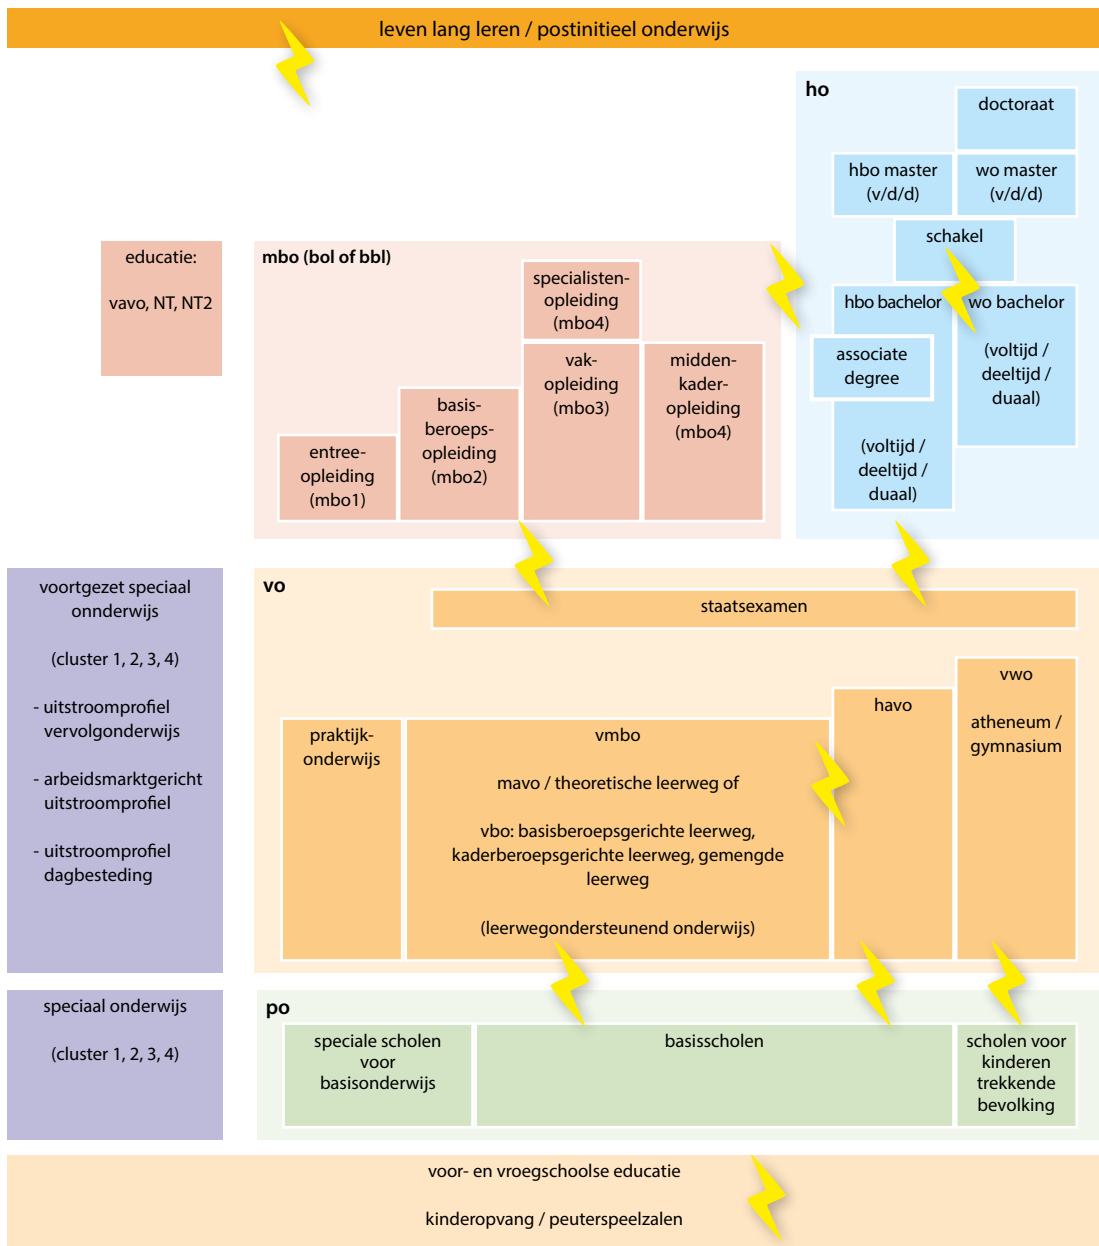 leven lang leren / postinitieel onderwijs
ho
doctoraat
hbo master
(v/d/d)
wo master
(v/d/d)
schakel
hbo bachelor
wo bachelor
(voltijd /
deeltijd /
duaal)
associate
degree
(voltijd /
deeltijd /
duaal)
educatie:
vavo, NT, NT2
mbo (bol of bbl)
specialisten-
opleiding
(mbo4)
vak-
opleiding
(mbo3)
midden-
kader-
opleiding
(mbo4)
basis-
beroeps-
opleiding
(mbo2)
entree-
opleiding
(mbo1)
voortgezet speciaal
onnderwijs
(cluster 1, 2, 3, 4)
- uitstroomprofiel
vervolgonderwijs
- arbeidsmarktgericht
uitstroomprofiel
- uitstroomprofiel
dagbesteding
vo
staatsexamen
praktijk-
onderwijs
vmbo
mavo / theoretische leerweg of
vbo: basisberoepsgerichte leerweg,
kaderberoepsgerichte leerweg, gemengde
leerweg
(leerwegondersteunend onderwijs)
havo
vwo
atheneum /
gymnasium
speciaal onderwijs
(cluster 1, 2, 3, 4)
po
speciale scholen
voor
basisonderwijs
basisscholen
scholen voor
kinderen
trekkende
bevolking
voor- en vroegschoolse educatie
kinderopvang / peuterspeelzalen